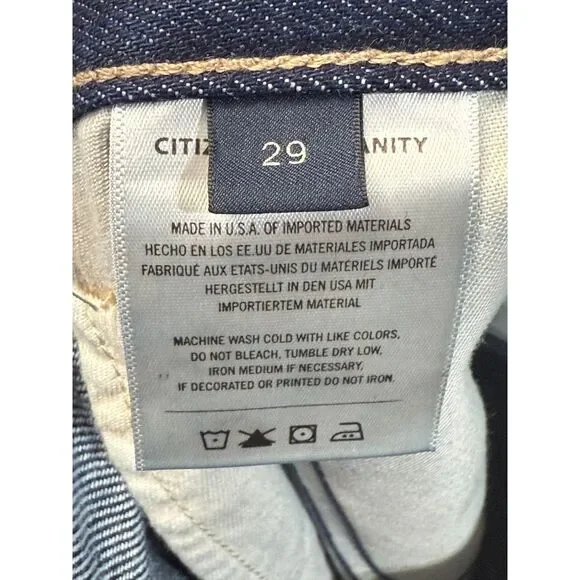 CITIZ 29 ANITY
MADE IN U.S.A. OF IMPORTED MATERIALS
HECHO EN LOS EE.UU DE MATERIALES IMPORTADA
FABRIQUÉ AUX ETATS-UNIS DU MATÉRIELS IMPORTÉ
HERGESTELLT IN DEN USA MIT
IMPORTIERTEM MATERIAL
MACHINE WASH COLD WITH LIKE COLORS,
DO NOT BLEACH, TUMBLE DRY LOW,
IRON MEDIUM IF NECESSARY,
IF DECORATED OR PRINTED DO NOT IRON.